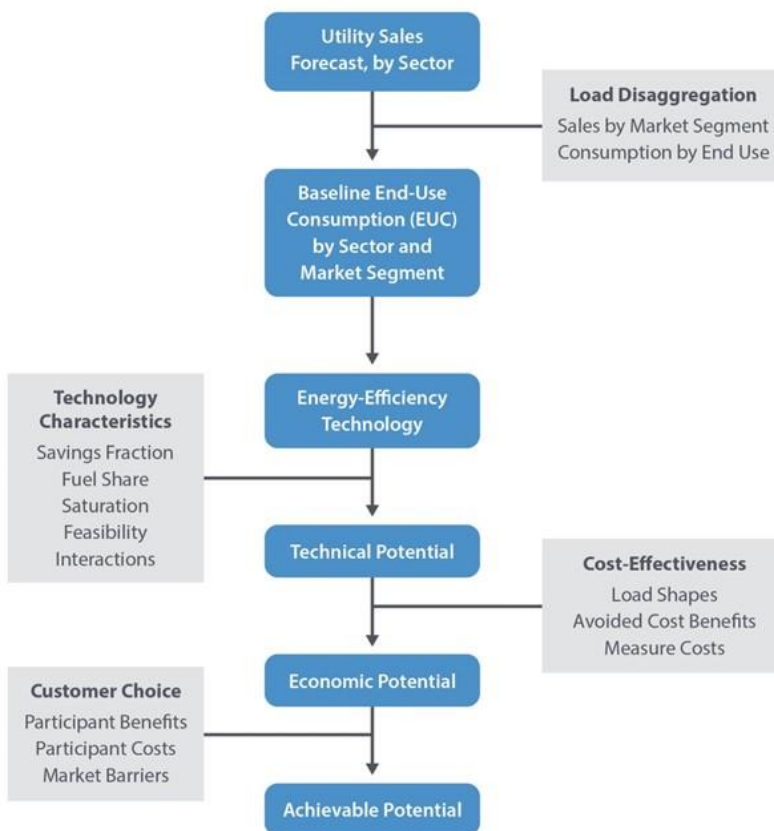 Utility Sales
Forecast, by Sector
Load Disaggregation
Sales by Market Segment
Consumption by End Use
Baseline End-Use
Consumption (EUC)
by Sector and
Market Segment
Technology
Characteristics
Savings Fraction
Fuel Share
Saturation
Feasibility
Interactions
Energy-Efficiency
Technology
Technical Potential
Cost-Effectiveness
Load Shapes
Avoided Cost Benefits
Measure Costs
Economic Potential
Customer Choice
Participant Benefits
Participant Costs
Market Barriers
Achievable Potential